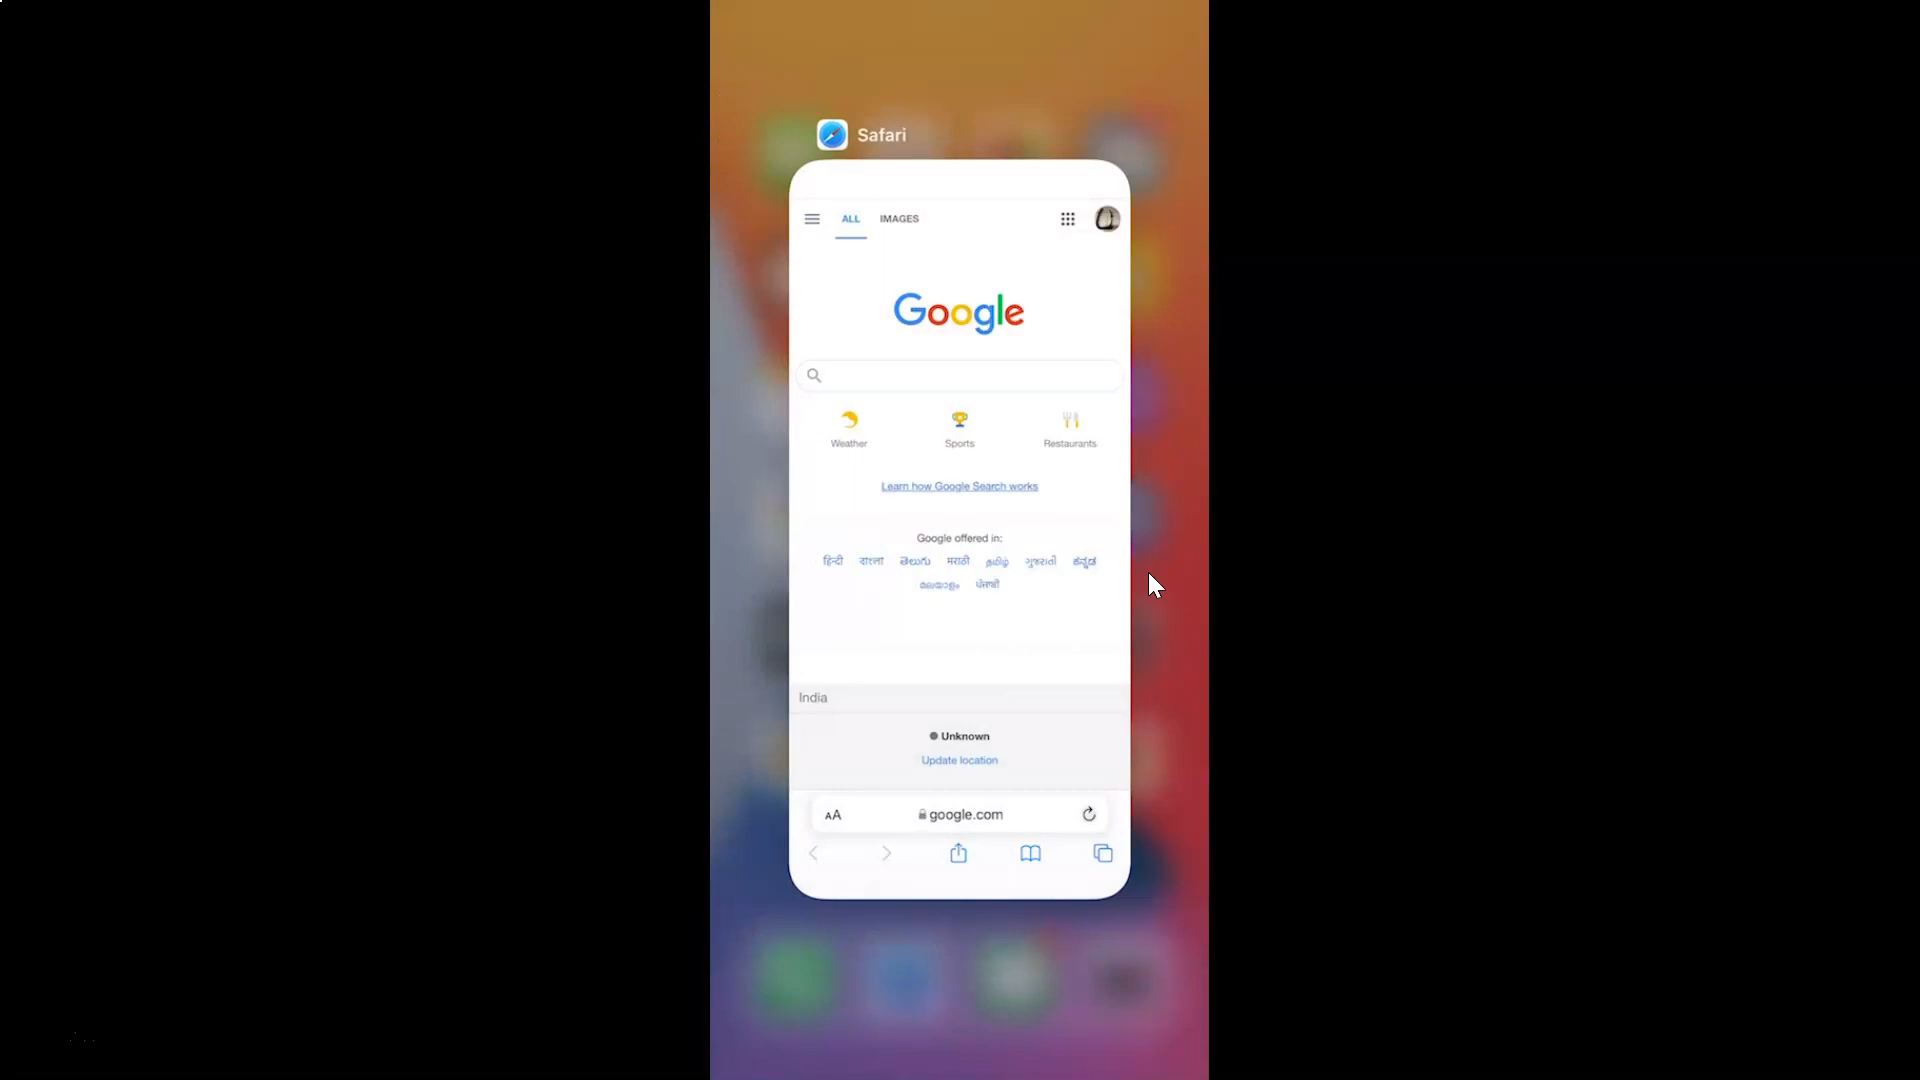 Safari
ALL IMAGES
Google
Weather Sports Restaurants
Learn how Google Search works
Google offered in:
हिन्दी বাংলা తెలుగు मराठी தமிழ் ગુજરાતી ಕನ್ನಡ
മലയാളം ਪੰਜਾਬੀ
India
Unknown
Update location
AA google.com